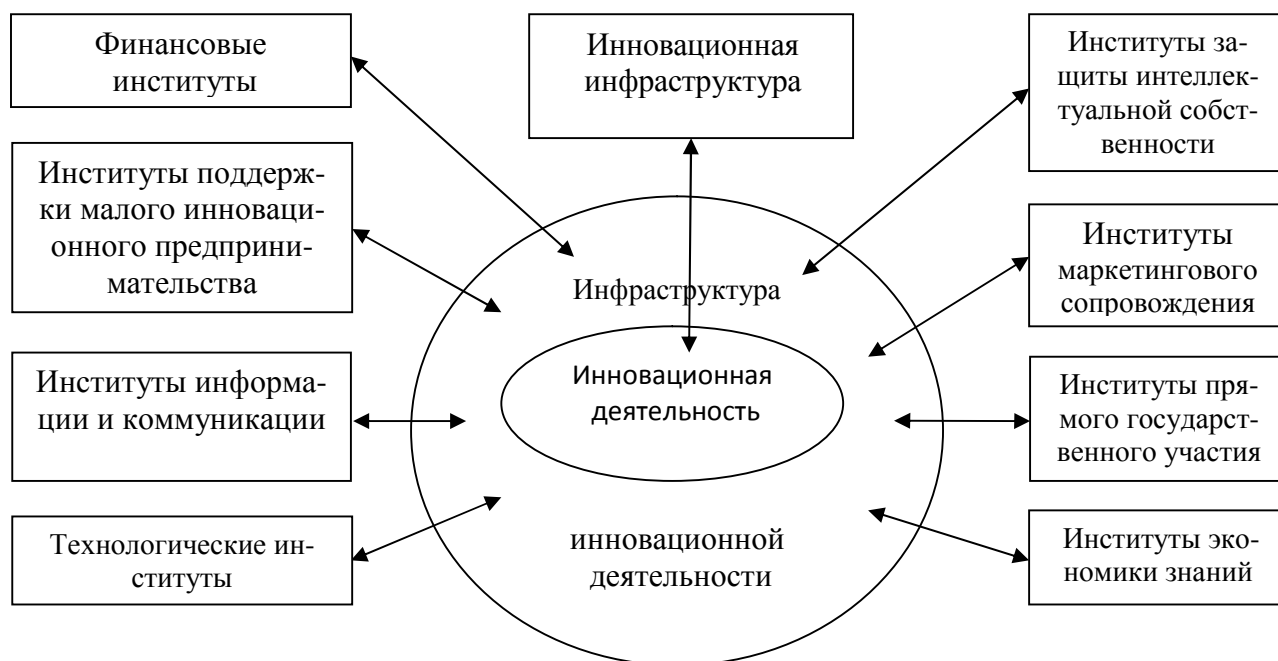 Финансовые
институты
Инновационная
инфраструктура
Институты за-
щиты интеллек-
туальной собст-
венности
Институты поддерж-
ки малого инноваци-
онного предприни-
мательства
Институты
маркетингового
сопровождения
Инфраструктура
Инновационная
деятельность
Институты информа-
ции и коммуникации
Институты пря-
мого государст-
венного участия
Технологические ин-
ституты
инновационной
деятельности
Институты эко-
номики знаний